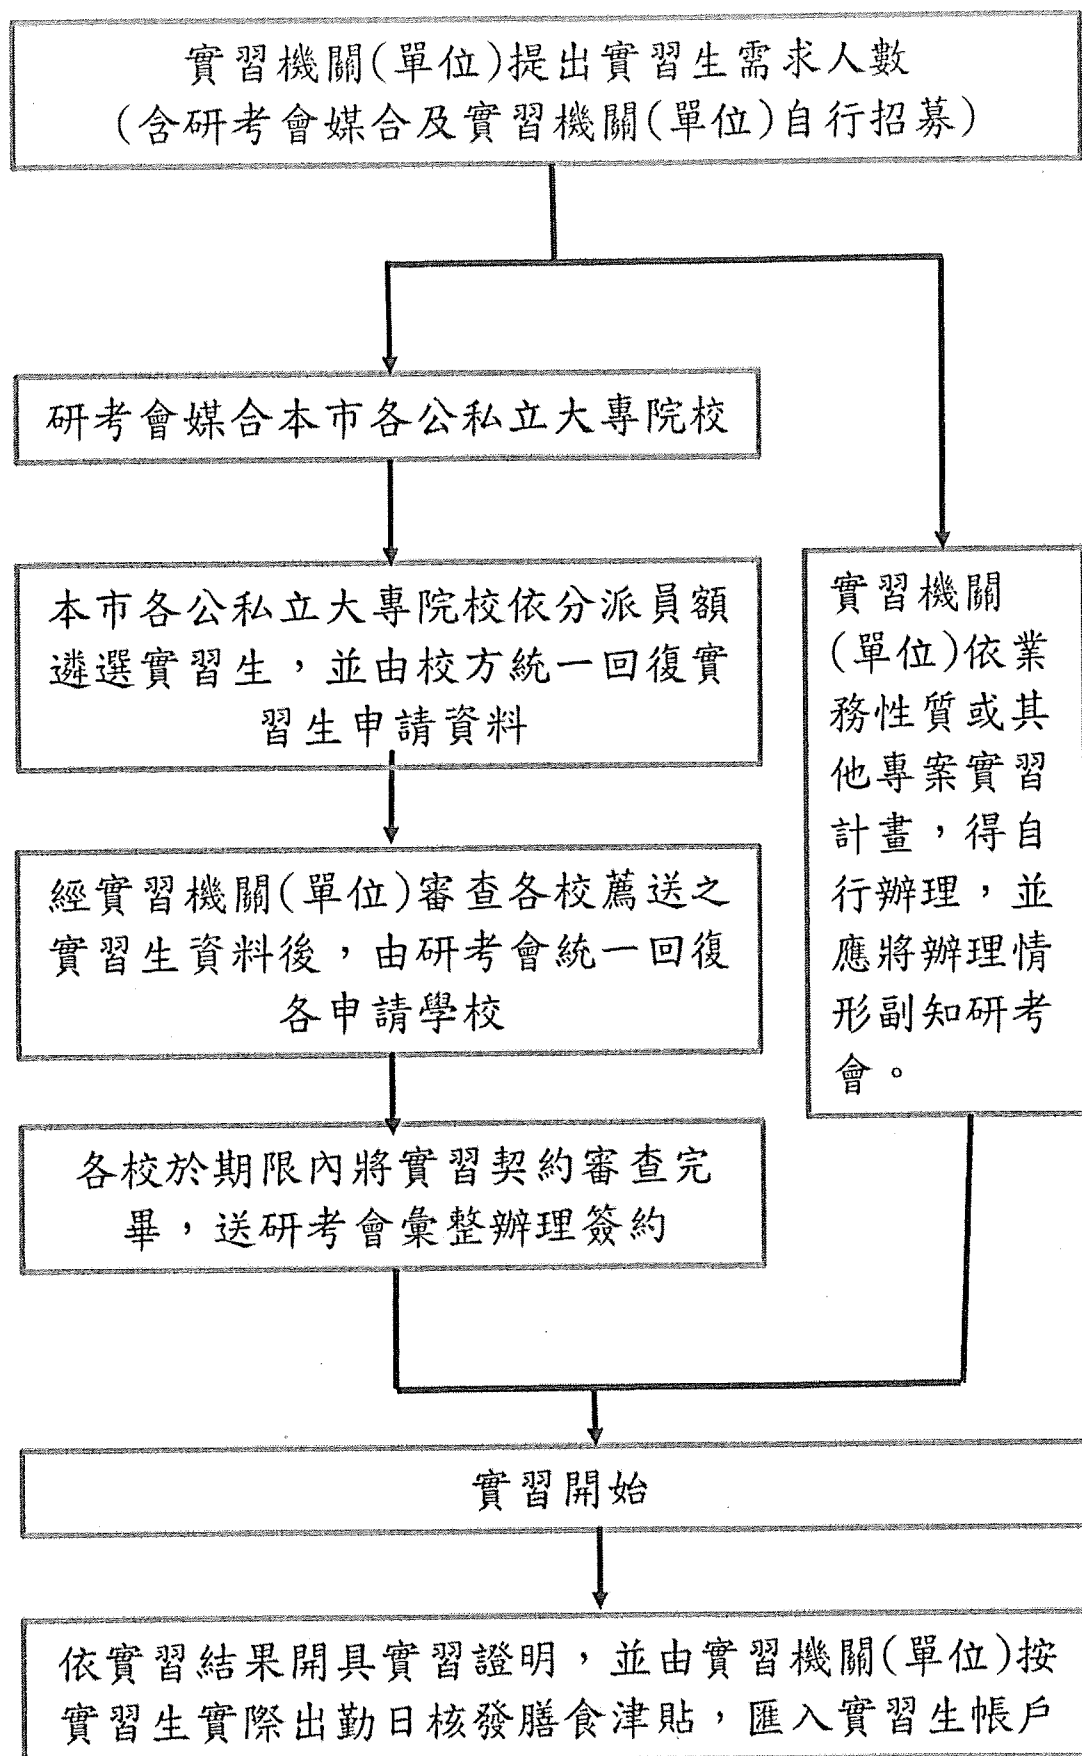 實習機關(單位)提出實習生需求人數
(含研考會媒合及實習機關(單位)自行招募)
研考會媒合本市各公私立大專院校
本市各公私立大專院校依分派員額
遴選實習生，並由校方統一回復實
習生申請資料
經實習機關(單位)審查各校薦送之
實習生資料後，由研考會統一回復
各申請學校
各校於期限內將實習契約審查完
畢，送研考會彙整辦理簽約
實習機關
(單位)依業
務性質或其
他專案實習
計畫，得自
行辦理，並
應將辦理情
形副知研考
會。
實習開始
依實習結果開具實習證明，並由實習機關(單位)按
實習生實際出勤日核發膳食津貼，匯入實習生帳戶